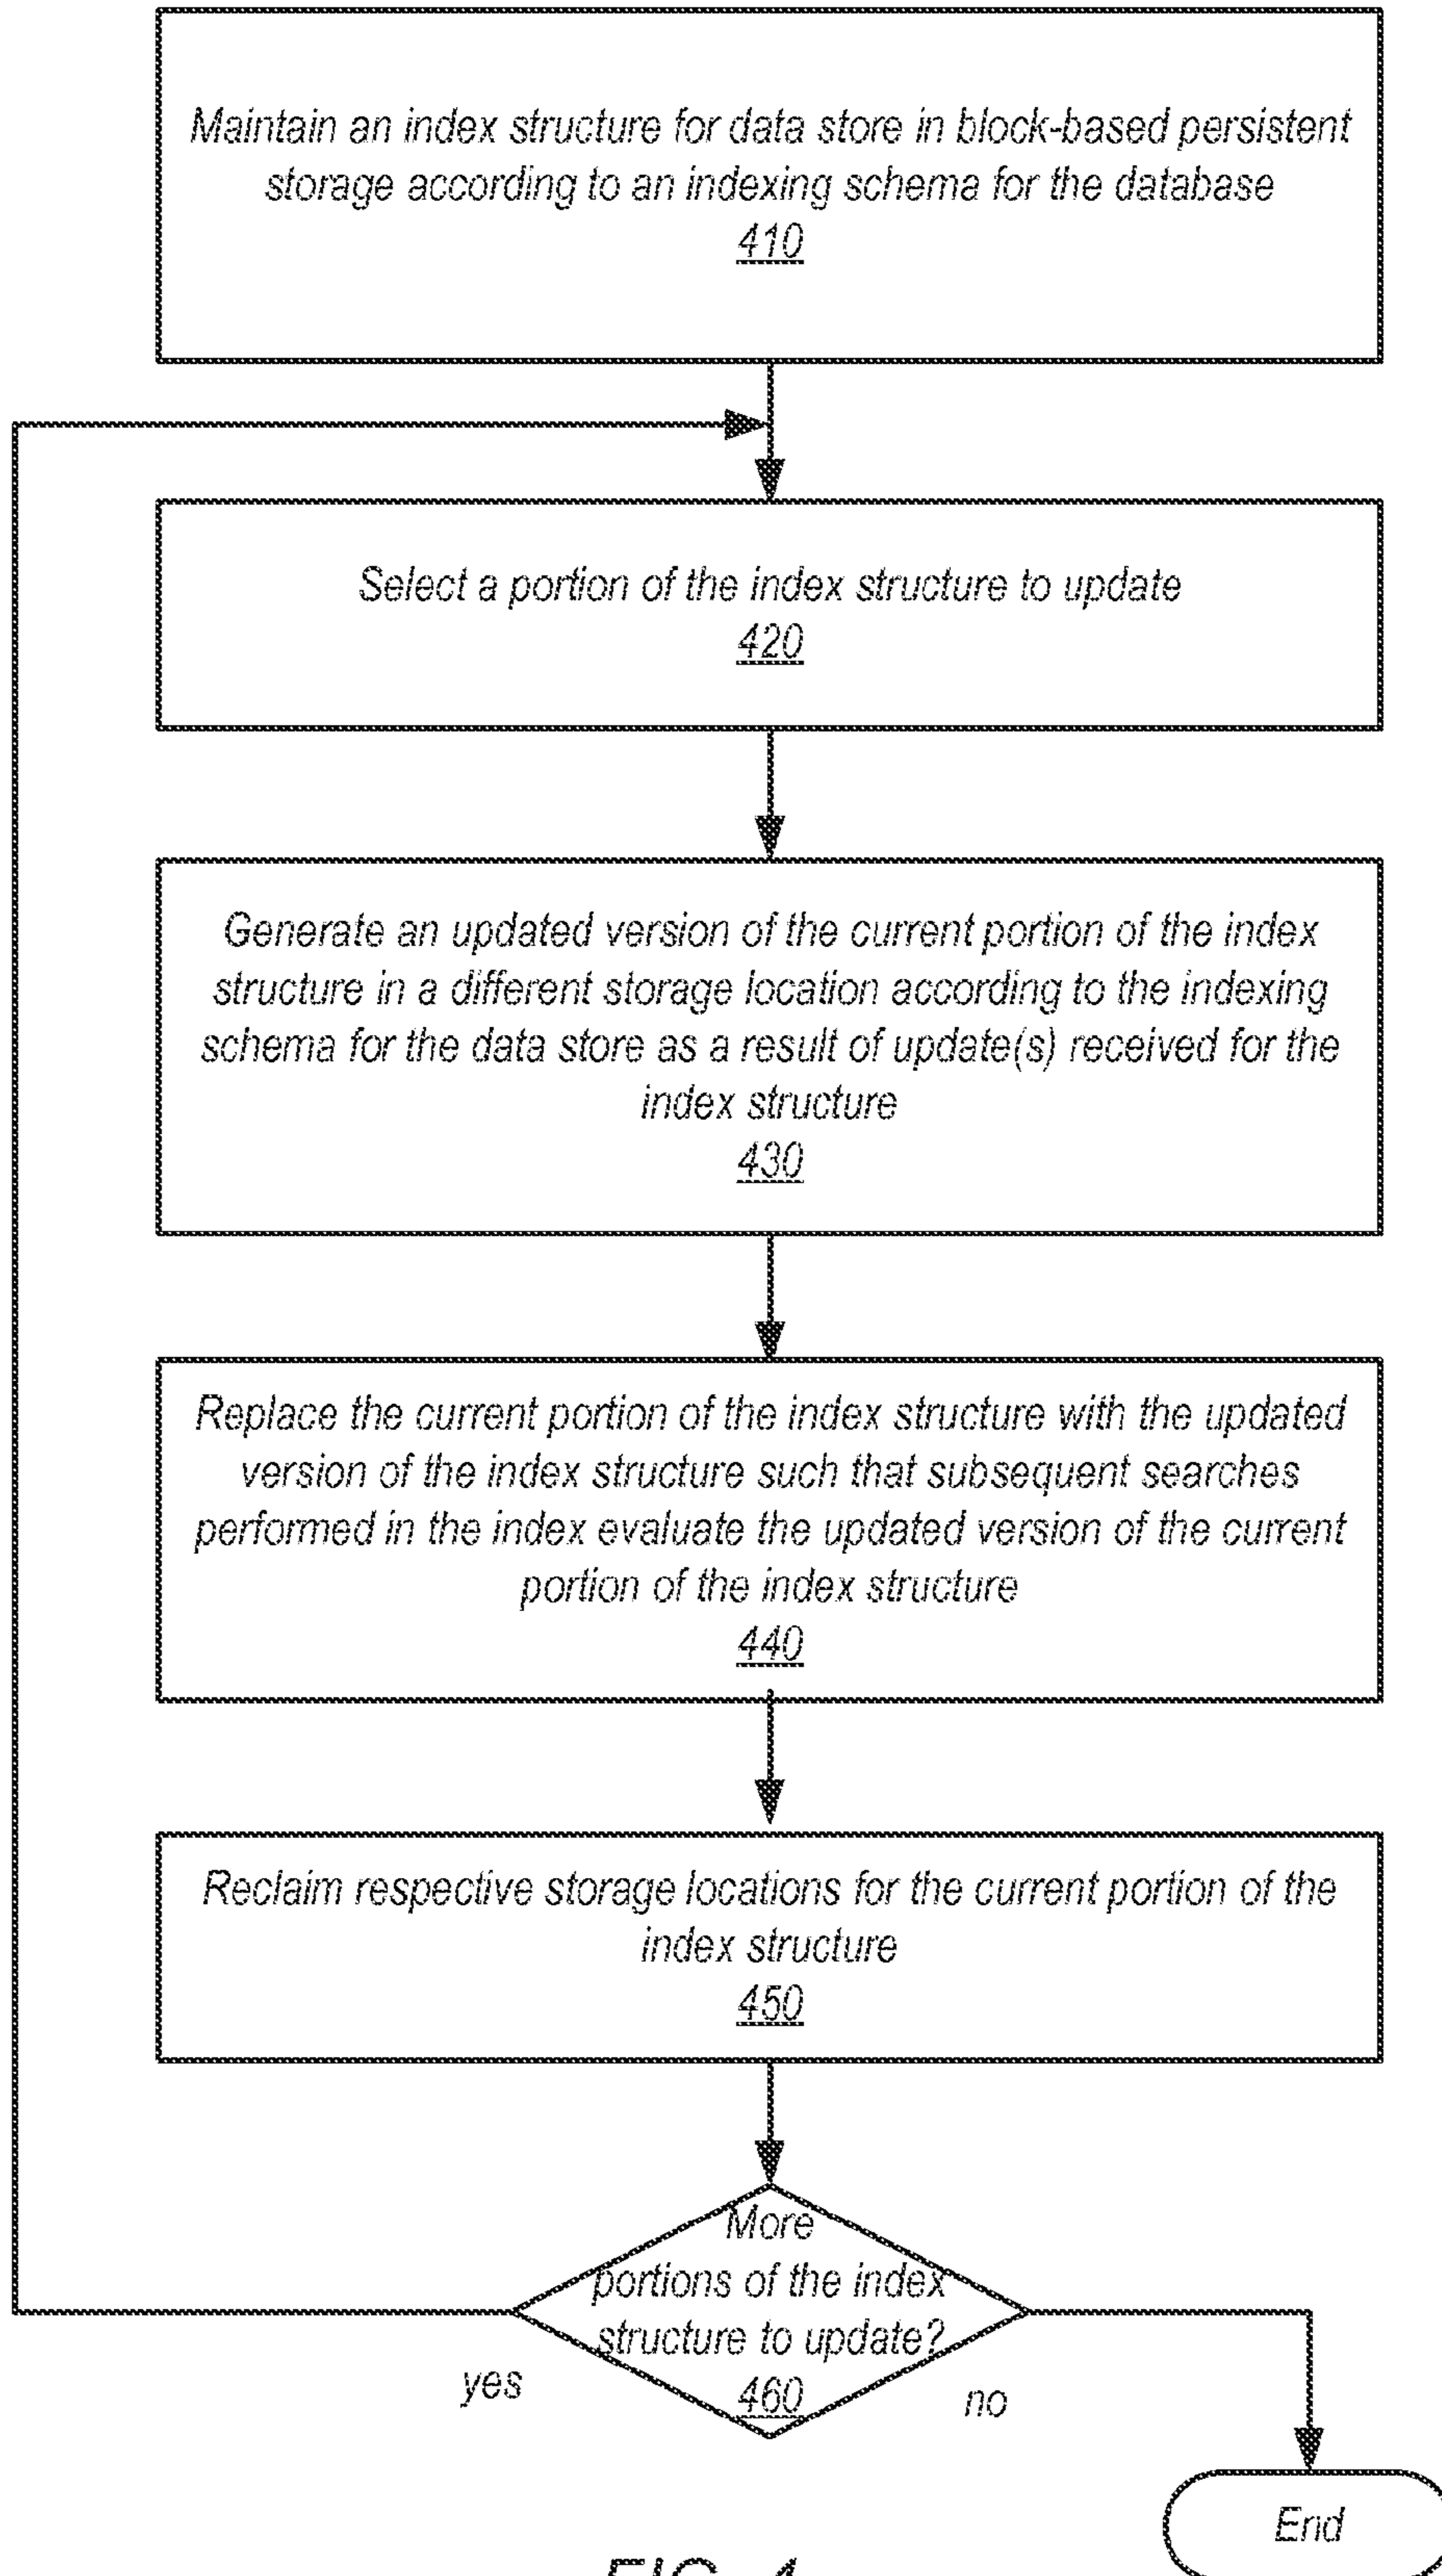 Maintain an index structure for data store in block-based persistent
storage according to an indexing schema for the database
410
Select a portion of the index structure to update
420
Generate an updated version of the current portion of the index
structure in a different storage location according to the indexing
schema for the data store as a result of update(s) received for the
index structure
430
Replace the current portion of the index structure with the updated
version of the index structure such that subsequent searches
performed in the index evaluate the updated version of the current
portion of the index structure
440
Reclaim respective storage locations for the current portion of the
index structure
450
More
portions of the index
structure to update?
460
yes
no
End